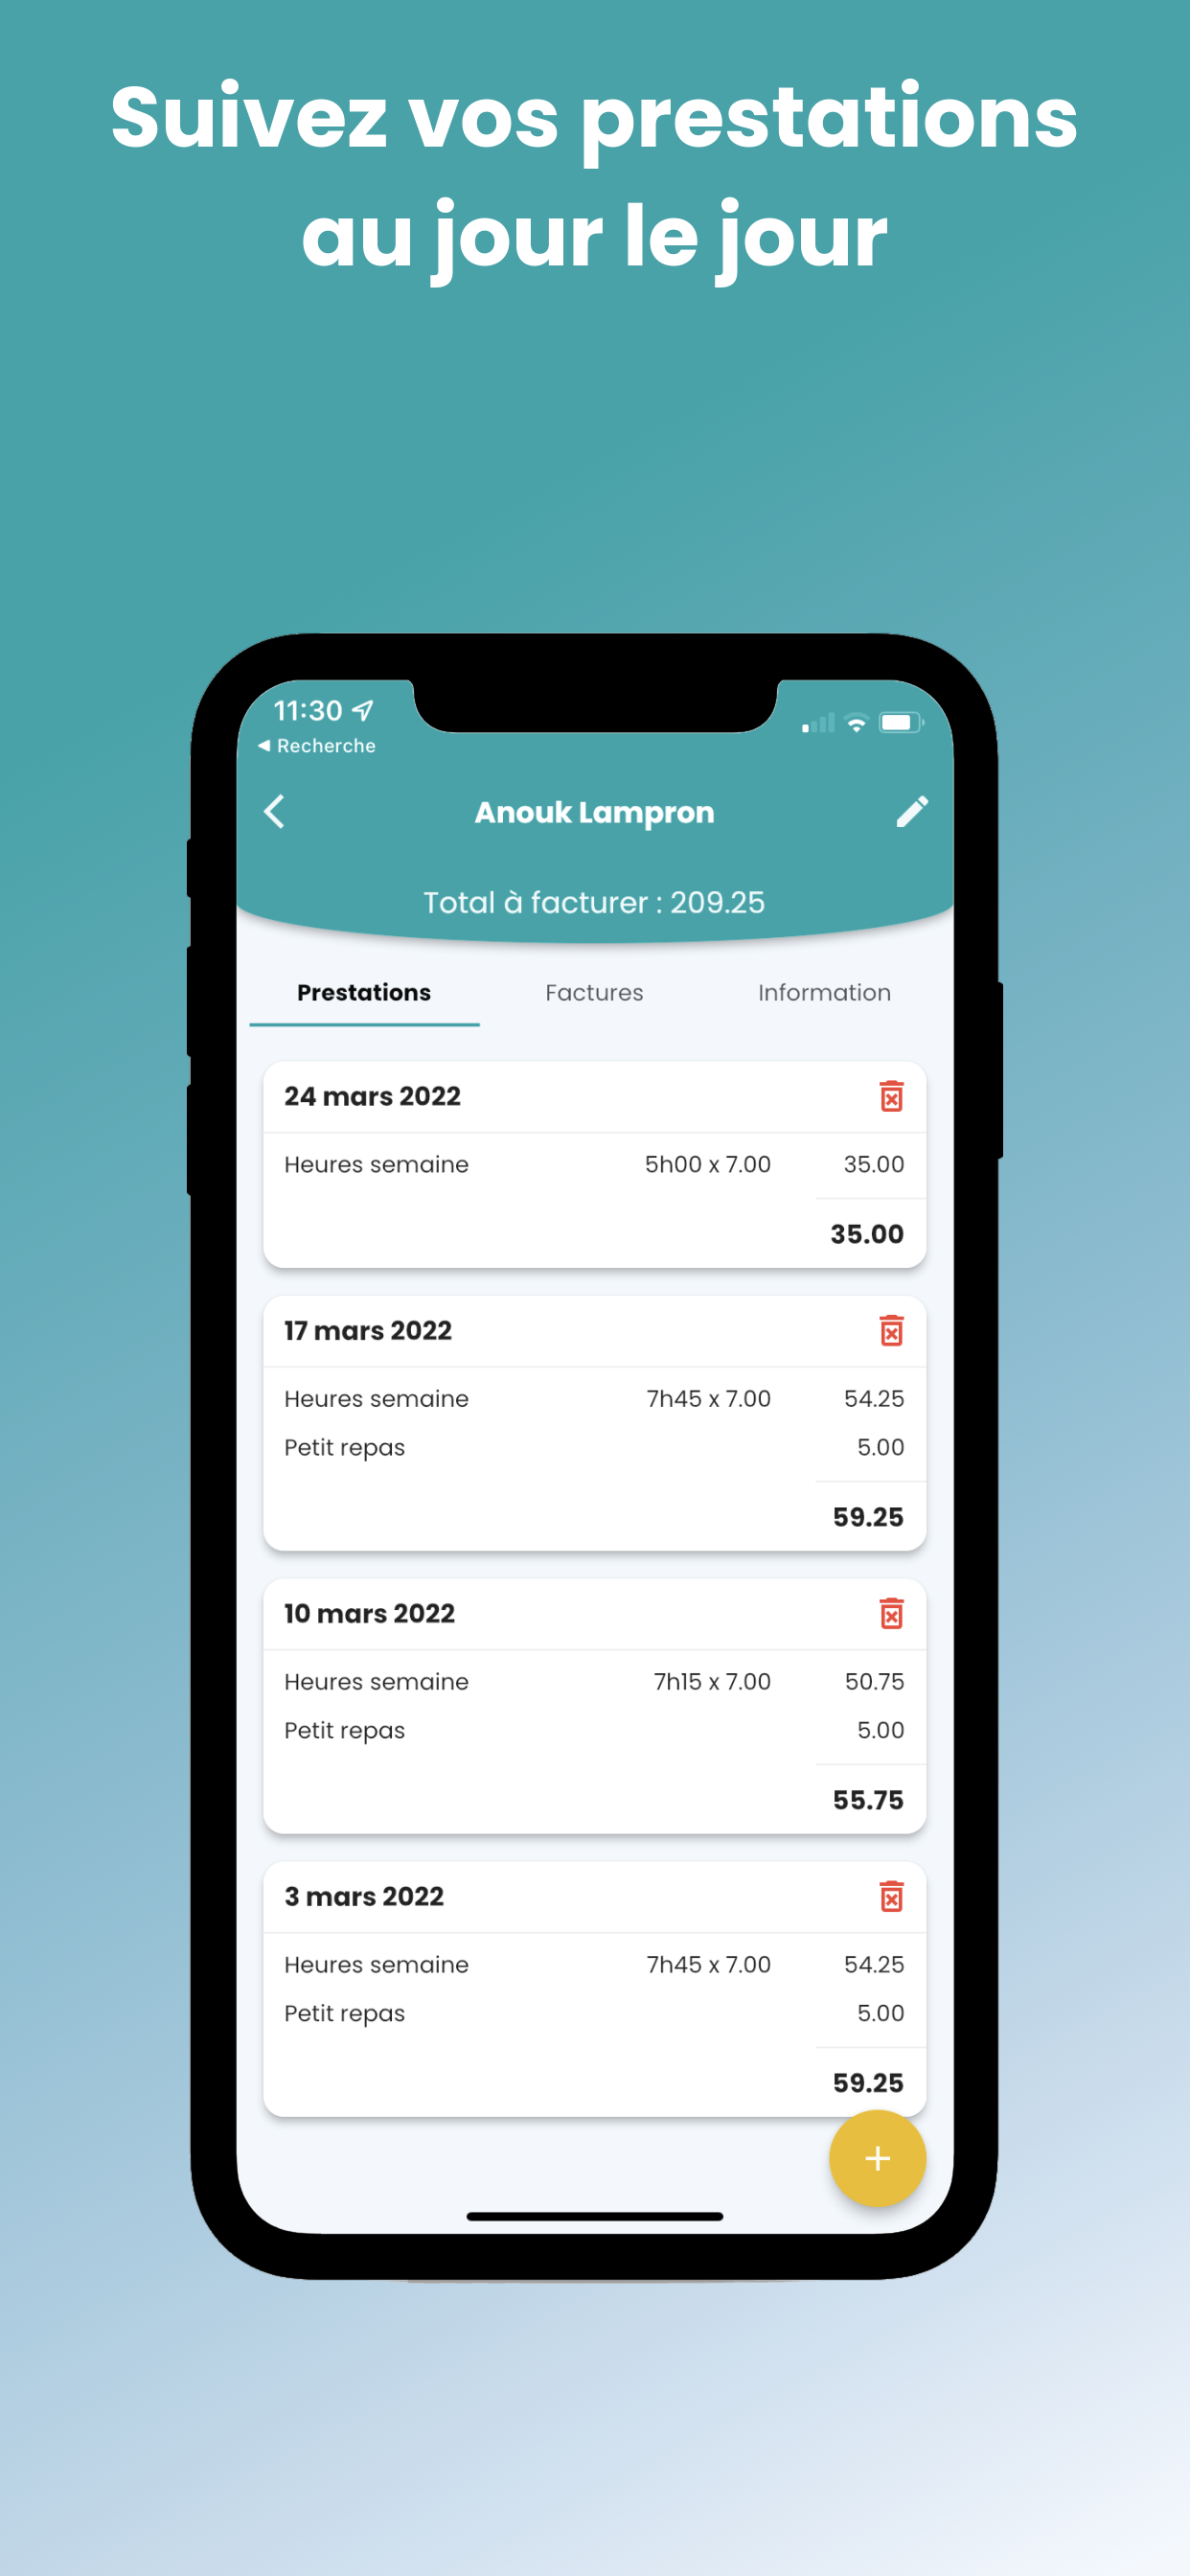 Suivez vos prestations
au jour le jour
11:30
◀ Recherche
Anouk Lampron
Total à facturer : 209.25
Prestations Factures Information
24 mars 2022
Heures semaine 5h00 x 7.00 35.00
35.00
17 mars 2022
Heures semaine 7h45 x 7.00 54.25
Petit repas 5.00
59.25
10 mars 2022
Heures semaine 7h15 x 7.00 50.75
Petit repas 5.00
55.75
3 mars 2022
Heures semaine 7h45 x 7.00 54.25
Petit repas 5.00
59.25
+